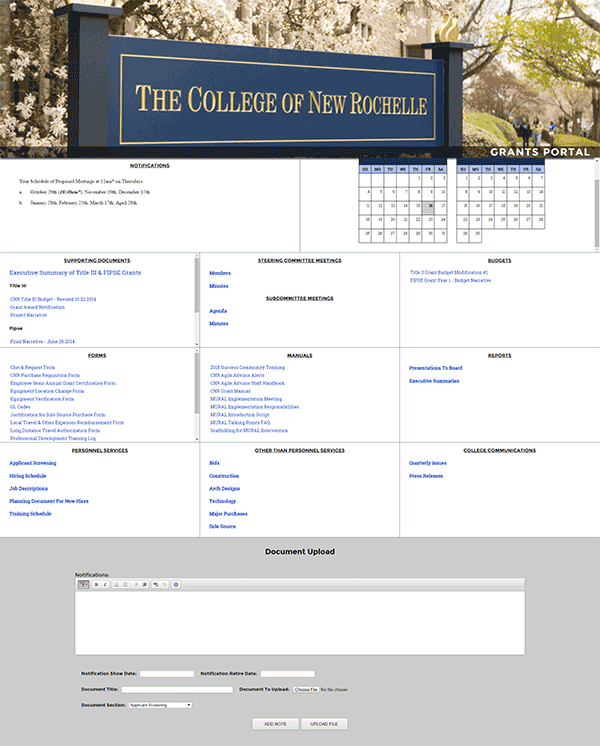 THE COLLEGE OF NEW ROCHELLE
GRANTS PORTAL
NOTIFICATIONS
Year Schedule of Proposed Meetings at 11am* on Thursdays
a. October 29th (McShane*), November 19th, December 17th
b. January 28th, February 25th, March 17th, April 28th
SU MO TU WE TH FR SA
1 2 3
4 5 6 7 8 9 10
11 12 13 14 15 16 17
18 19 20 21 22 23 24
25 26 27 28 29 30 31
SU MO TU WE TH FR SA
1 2 3 4 5 6 7
8 9 10 11 12 13 14
15 16 17 18 19 20 21
22 23 24 25 26 27 28
29 30
SUPPORTING DOCUMENTS
Executive Summary of Title III & FIPSE Grants
Title III
CNR Title III Budget - Revised 10.22.2014
Grant Award Notification
Project Narrative
Fipse
Final Narrative - June 26 2014
STEERING COMMITTEE MEETINGS
Members
Minutes
SUBCOMMITTEE MEETINGS
Agenda
Minutes
BUDGETS
Title 3 Grant Budget Modification #1
FIPSE Grant Year 1 - Budget Narrative
FORMS
Check Request Form
CNR Purchase Requisition Form
Employee Semi-Annual Grant Certification Form
Equipment Location Change Form
Equipment Verification Form
GL Codes
Justification for Sole Source Purchase Form
Local Travel & Other Expenses Reimbursement Form
Long Distance Travel Authorization Form
Professional Development Training Log
MANUALS
2015 Success Community Training
CNR Agile Advisor Alerts
CNR Agile Advisor Staff Handbook
CNR Grant Manual
MURAL Implementation Meeting
MURAL Implementation Responsibilities
MURAL Introduction Script
MURAL Talking Points FAQ
Scaffolding for MURAL Intervention
REPORTS
Presentations To Board
Executive Summaries
PERSONNEL SERVICES
Applicant Screening
Hiring Schedule
Job Descriptions
Planning Document For New Hires
Training Schedule
OTHER THAN PERSONNEL SERVICES
Bids
Construction
Arch Designs
Technology
Major Purchases
Sole Source
COLLEGE COMMUNICATIONS
Quarterly Issues
Press Releases
Document Upload
Notifications:
B I
Notification Show Date: Notification Retire Date:
Document Title: Document To Upload: Choose File No file chosen
Document Section: Applicant Screening
ADD NOTE UPLOAD FILE